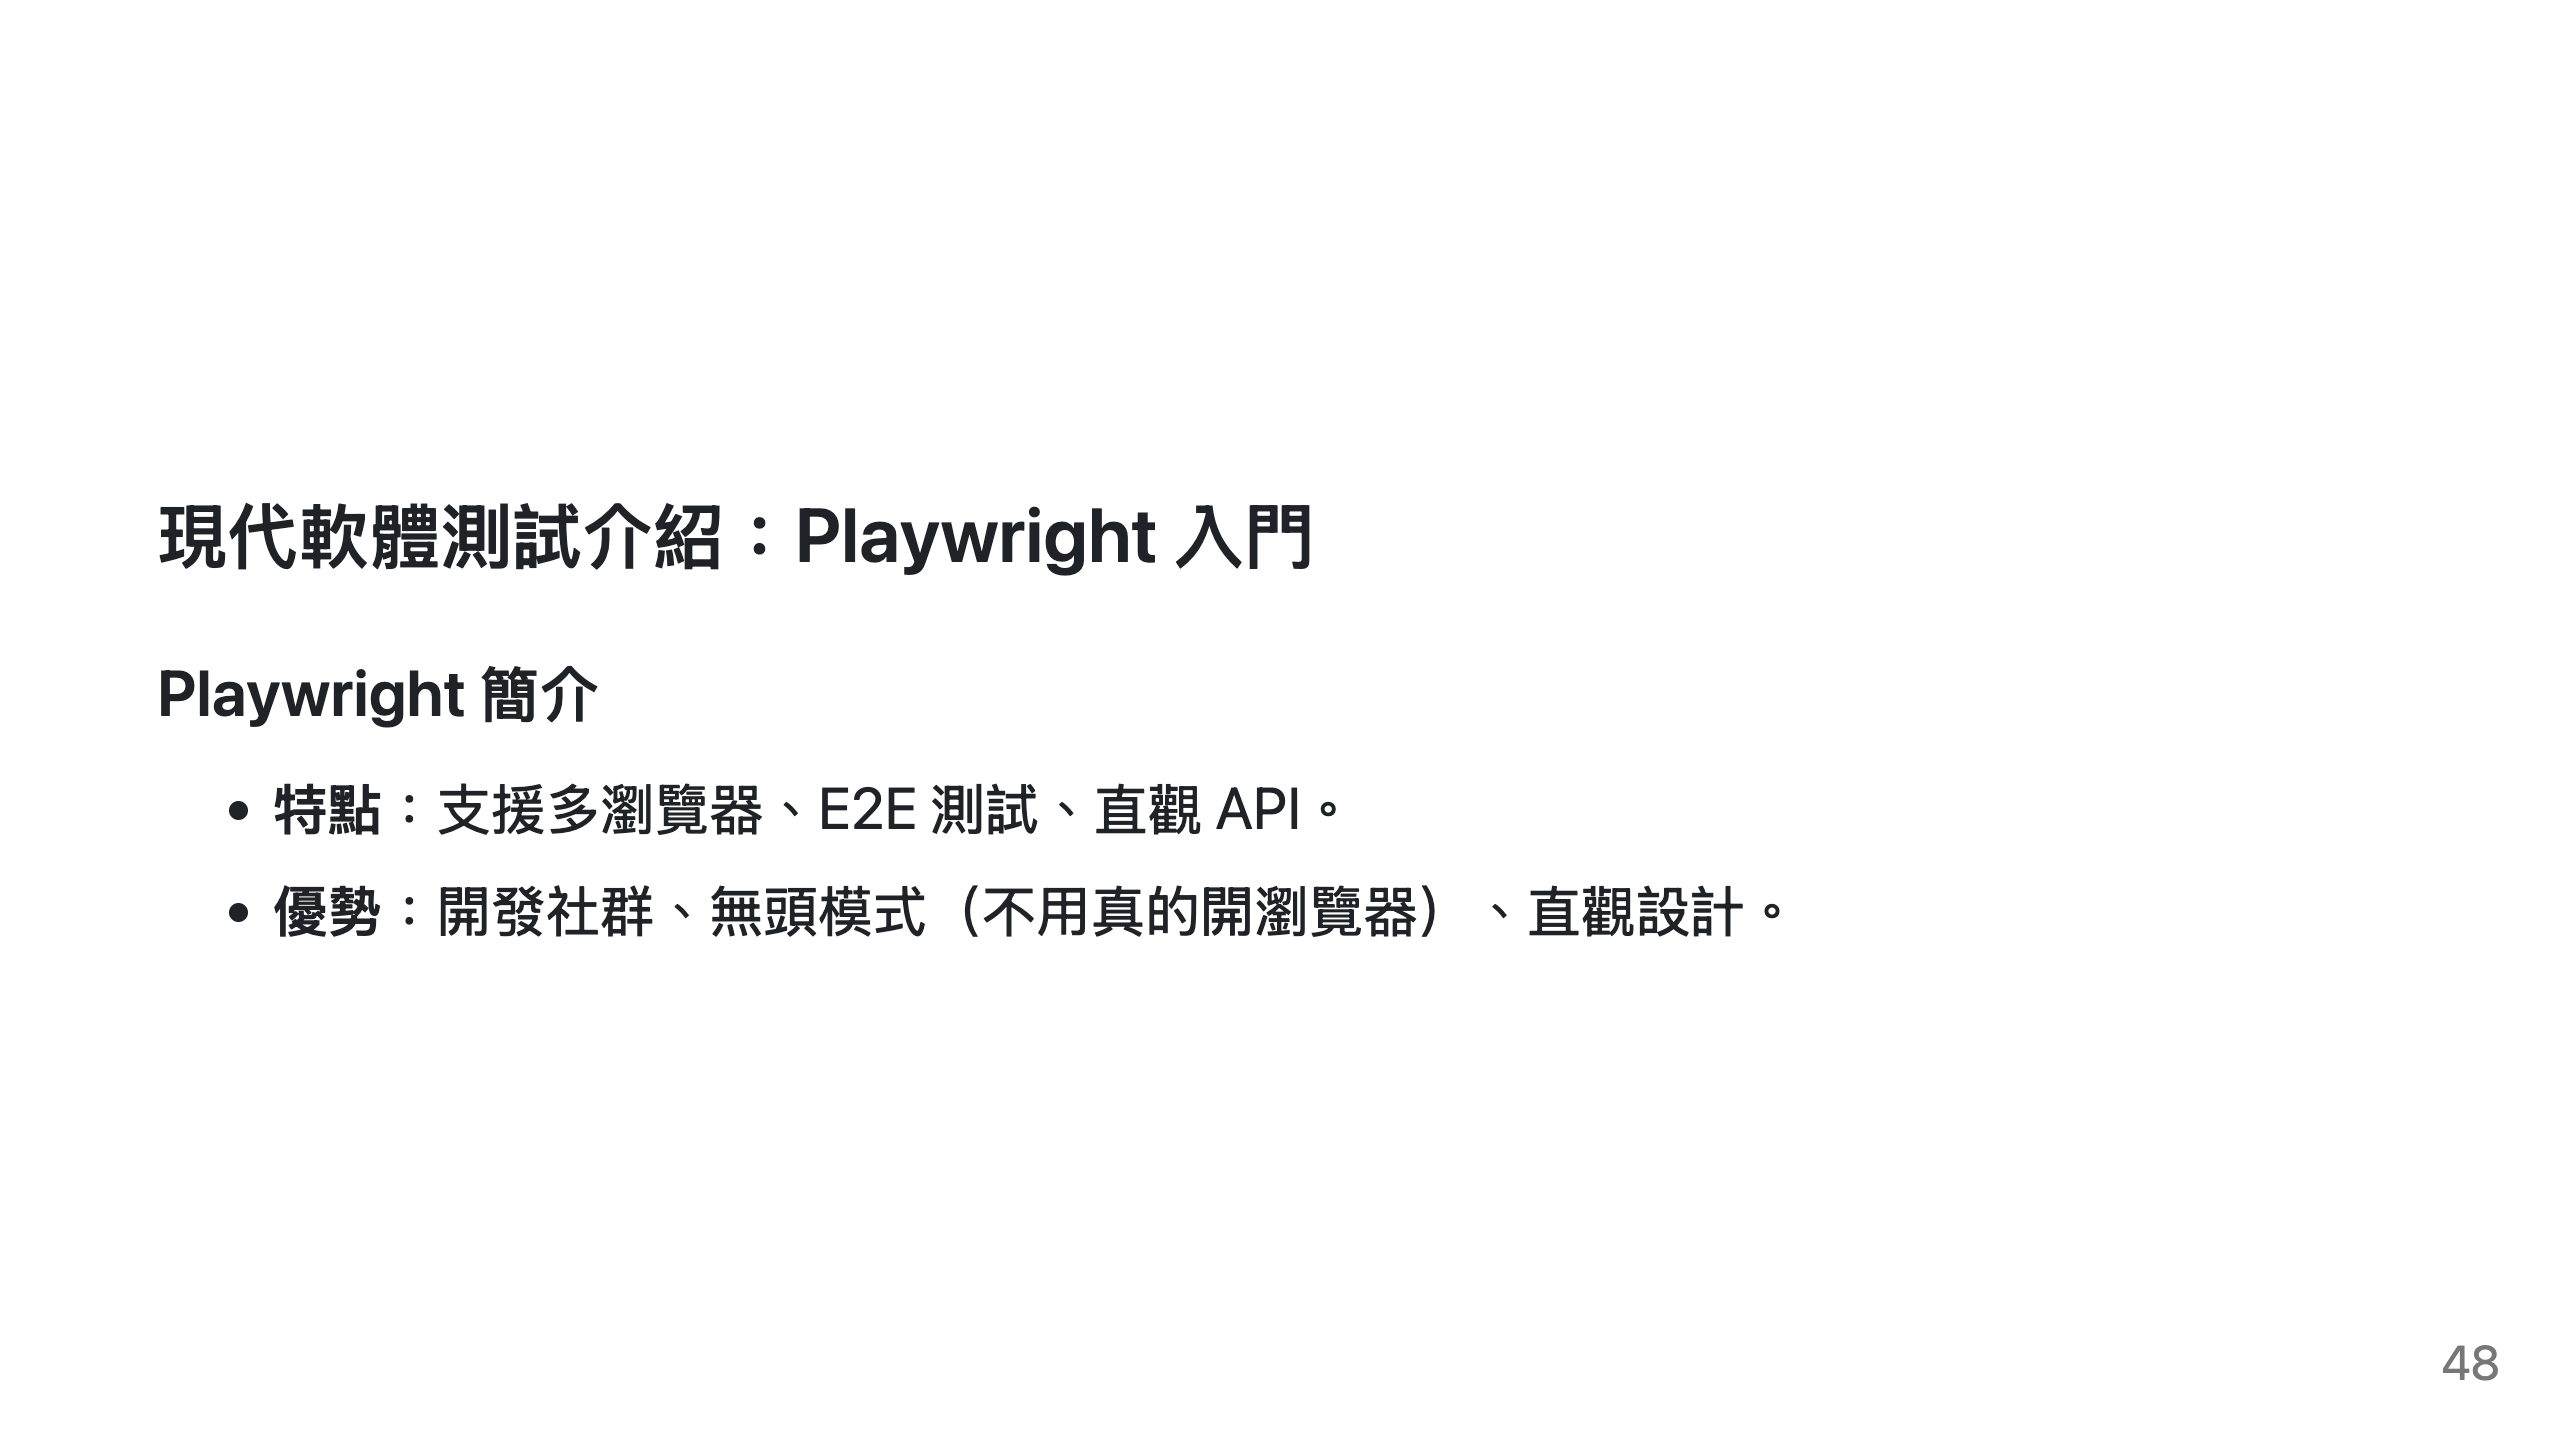 現代軟體測試介紹：Playwright 入門
Playwright 簡介
• 特點：支援多瀏覽器、E2E 測試、直觀 API。
• 優勢：開發社群、無頭模式（不用真的開瀏覽器）、直觀設計。
48